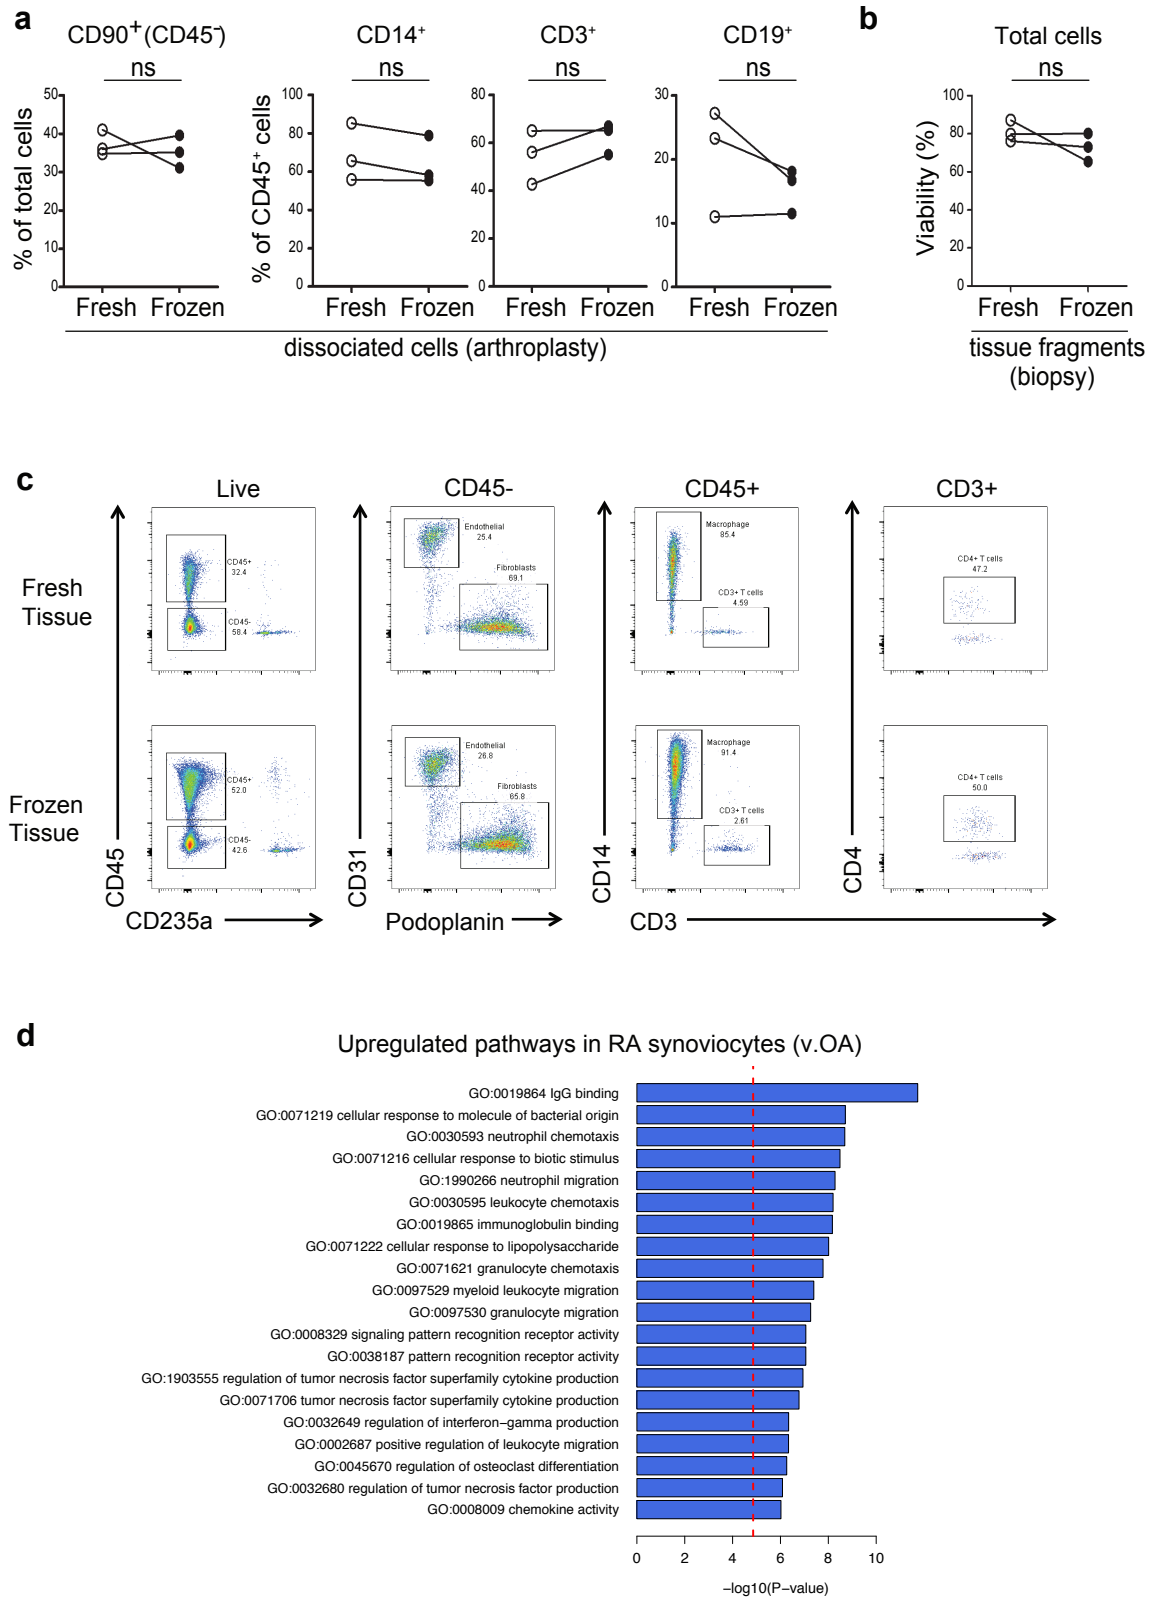 a
CD90+(CD45-)
CD14+
CD3+
CD19+
ns
ns
ns
ns
% of total cells
50
40
30
20
10
0
Fresh Frozen
% of CD45+ cells
100
80
60
40
20
0
Fresh Frozen
80
60
40
20
0
Fresh Frozen
30
20
10
0
Fresh Frozen
dissociated cells (arthroplasty)
b
Total cells
ns
Viability (%)
100
80
60
40
20
0
Fresh Frozen
tissue fragments
(biopsy)
c
Live
CD45-
CD45+
CD3+
Fresh
Tissue
CD45+
32.4
CD45-
58.4
Endothelial
25.4
Fibroblasts
69.1
Macrophage
85.4
CD3+ T cells
4.59
CD4+ T cells
47.2
Frozen
Tissue
CD45+
52.0
CD45-
42.6
Endothelial
26.8
Fibroblasts
65.8
Macrophage
91.4
CD3+ T cells
2.61
CD4+ T cells
50.0
CD45
CD31
CD14
CD4
CD235a
Podoplanin
CD3
d
Upregulated pathways in RA synoviocytes (v.OA)
GO:0019864 IgG binding
GO:0071219 cellular response to molecule of bacterial origin
GO:0030593 neutrophil chemotaxis
GO:0071216 cellular response to biotic stimulus
GO:1990266 neutrophil migration
GO:0030595 leukocyte chemotaxis
GO:0019865 immunoglobulin binding
GO:0071222 cellular response to lipopolysaccharide
GO:0071621 granulocyte chemotaxis
GO:0097529 myeloid leukocyte migration
GO:0097530 granulocyte migration
GO:0008329 signaling pattern recognition receptor activity
GO:0038187 pattern recognition receptor activity
GO:1903555 regulation of tumor necrosis factor superfamily cytokine production
GO:0071706 tumor necrosis factor superfamily cytokine production
GO:0032649 regulation of interferon−gamma production
GO:0002687 positive regulation of leukocyte migration
GO:0045670 regulation of osteoclast differentiation
GO:0032680 regulation of tumor necrosis factor production
GO:0008009 chemokine activity
0 2 4 6 8 10
−log10(P−value)